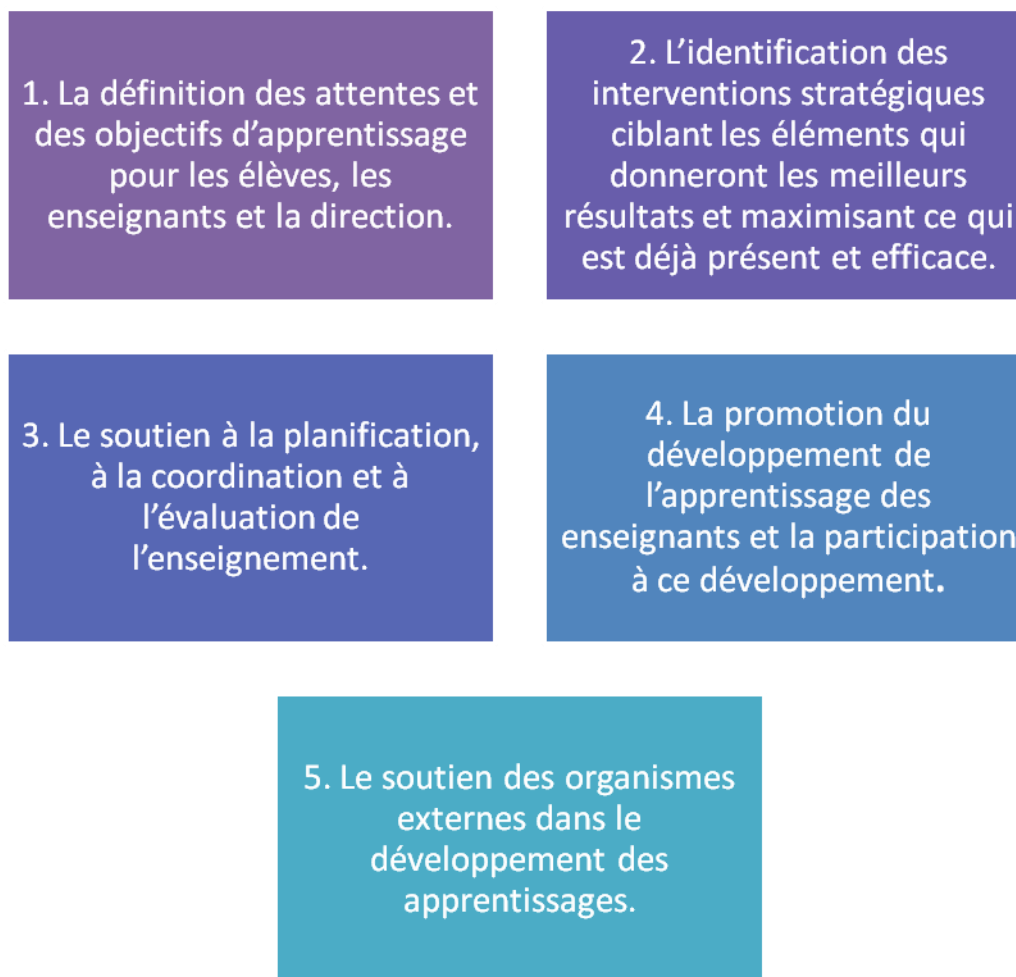 1. La définition des attentes et
des objectifs d’apprentissage
pour les élèves, les
enseignants et la direction.
2. L’identification des
interventions stratégiques
ciblant les éléments qui
donneront les meilleurs
résultats et maximisant ce qui
est déjà présent et efficace.
3. Le soutien à la planification,
à la coordination et à
l’évaluation de
l’enseignement.
4. La promotion du
développement de
l’apprentissage des
enseignants et la participation
à ce développement.
5. Le soutien des organismes
externes dans le
développement des
apprentissages.